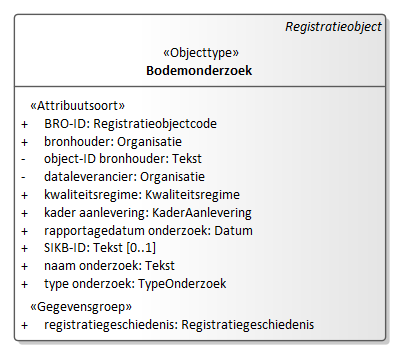 Registratieobject
«Objecttype»
Bodemonderzoek
«Attribuutsoort»
+ BRO-ID: Registratieobjectcode
+ bronhouder: Organisatie
- object-ID bronhouder: Tekst
- dataleverancier: Organisatie
+ kwaliteitsregime: Kwaliteitsregime
+ kader aanlevering: KaderAanlevering
+ rapportagedatum onderzoek: Datum
+ SIKB-ID: Tekst [0..1]
+ naam onderzoek: Tekst
+ type onderzoek: TypeOnderzoek
«Gegevensgroep»
+ registratiegeschiedenis: Registratiegeschiedenis